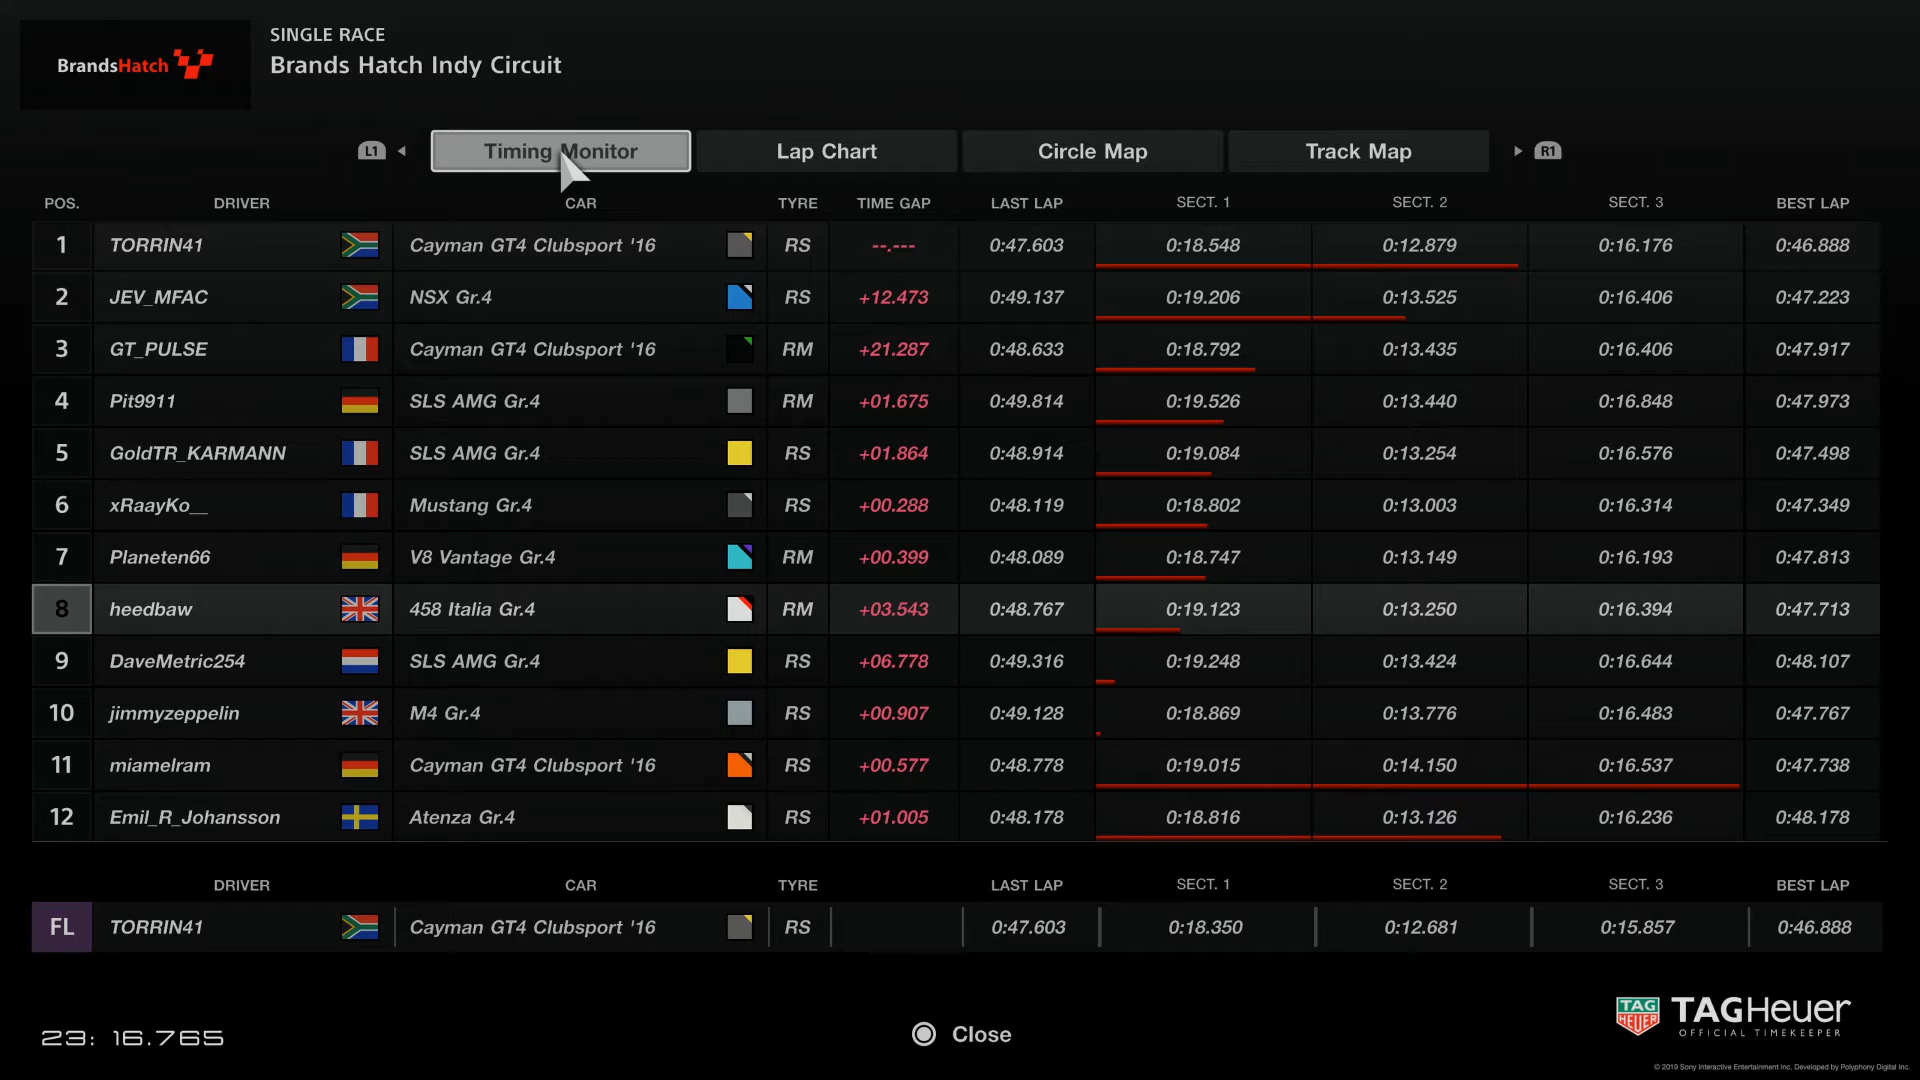 SINGLE RACE
BrandsHatch
Brands Hatch Indy Circuit
L1 Timing Monitor Lap Chart Circle Map Track Map R1
POS. DRIVER CAR TYRE TIME GAP LAST LAP SECT. 1 SECT. 2 SECT. 3 BEST LAP
1 TORRIN41 Cayman GT4 Clubsport '16 RS --.--- 0:47.603 0:18.548 0:12.879 0:16.176 0:46.888
2 JEV_MFAC NSX Gr.4 RS +12.473 0:49.137 0:19.206 0:13.525 0:16.406 0:47.223
3 GT_PULSE Cayman GT4 Clubsport '16 RM +21.287 0:48.633 0:18.792 0:13.435 0:16.406 0:47.917
4 Pit9911 SLS AMG Gr.4 RM +01.675 0:49.814 0:19.526 0:13.440 0:16.848 0:47.973
5 GoldTR_KARMANN SLS AMG Gr.4 RS +01.864 0:48.914 0:19.084 0:13.254 0:16.576 0:47.498
6 xRaayKo__ Mustang Gr.4 RS +00.288 0:48.119 0:18.802 0:13.003 0:16.314 0:47.349
7 Planeten66 V8 Vantage Gr.4 RM +00.399 0:48.089 0:18.747 0:13.149 0:16.193 0:47.813
8 heedbaw 458 Italia Gr.4 RM +03.543 0:48.767 0:19.123 0:13.250 0:16.394 0:47.713
9 DaveMetric254 SLS AMG Gr.4 RS +06.778 0:49.316 0:19.248 0:13.424 0:16.644 0:48.107
10 jimmyzeppelin M4 Gr.4 RS +00.907 0:49.128 0:18.869 0:13.776 0:16.483 0:47.767
11 miamelram Cayman GT4 Clubsport '16 RS +00.577 0:48.778 0:19.015 0:14.150 0:16.537 0:47.738
12 Emil_R_Johansson Atenza Gr.4 RS +01.005 0:48.178 0:18.816 0:13.126 0:16.236 0:48.178
DRIVER CAR TYRE LAST LAP SECT. 1 SECT. 2 SECT. 3 BEST LAP
FL TORRIN41 Cayman GT4 Clubsport '16 RS 0:47.603 0:18.350 0:12.681 0:15.857 0:46.888
TAG HEUER TAGHeuer
OFFICIAL TIMEKEEPER
23: 16.765 Close
© 2019 Sony Interactive Entertainment Inc. Developed by Polyphony Digital Inc.